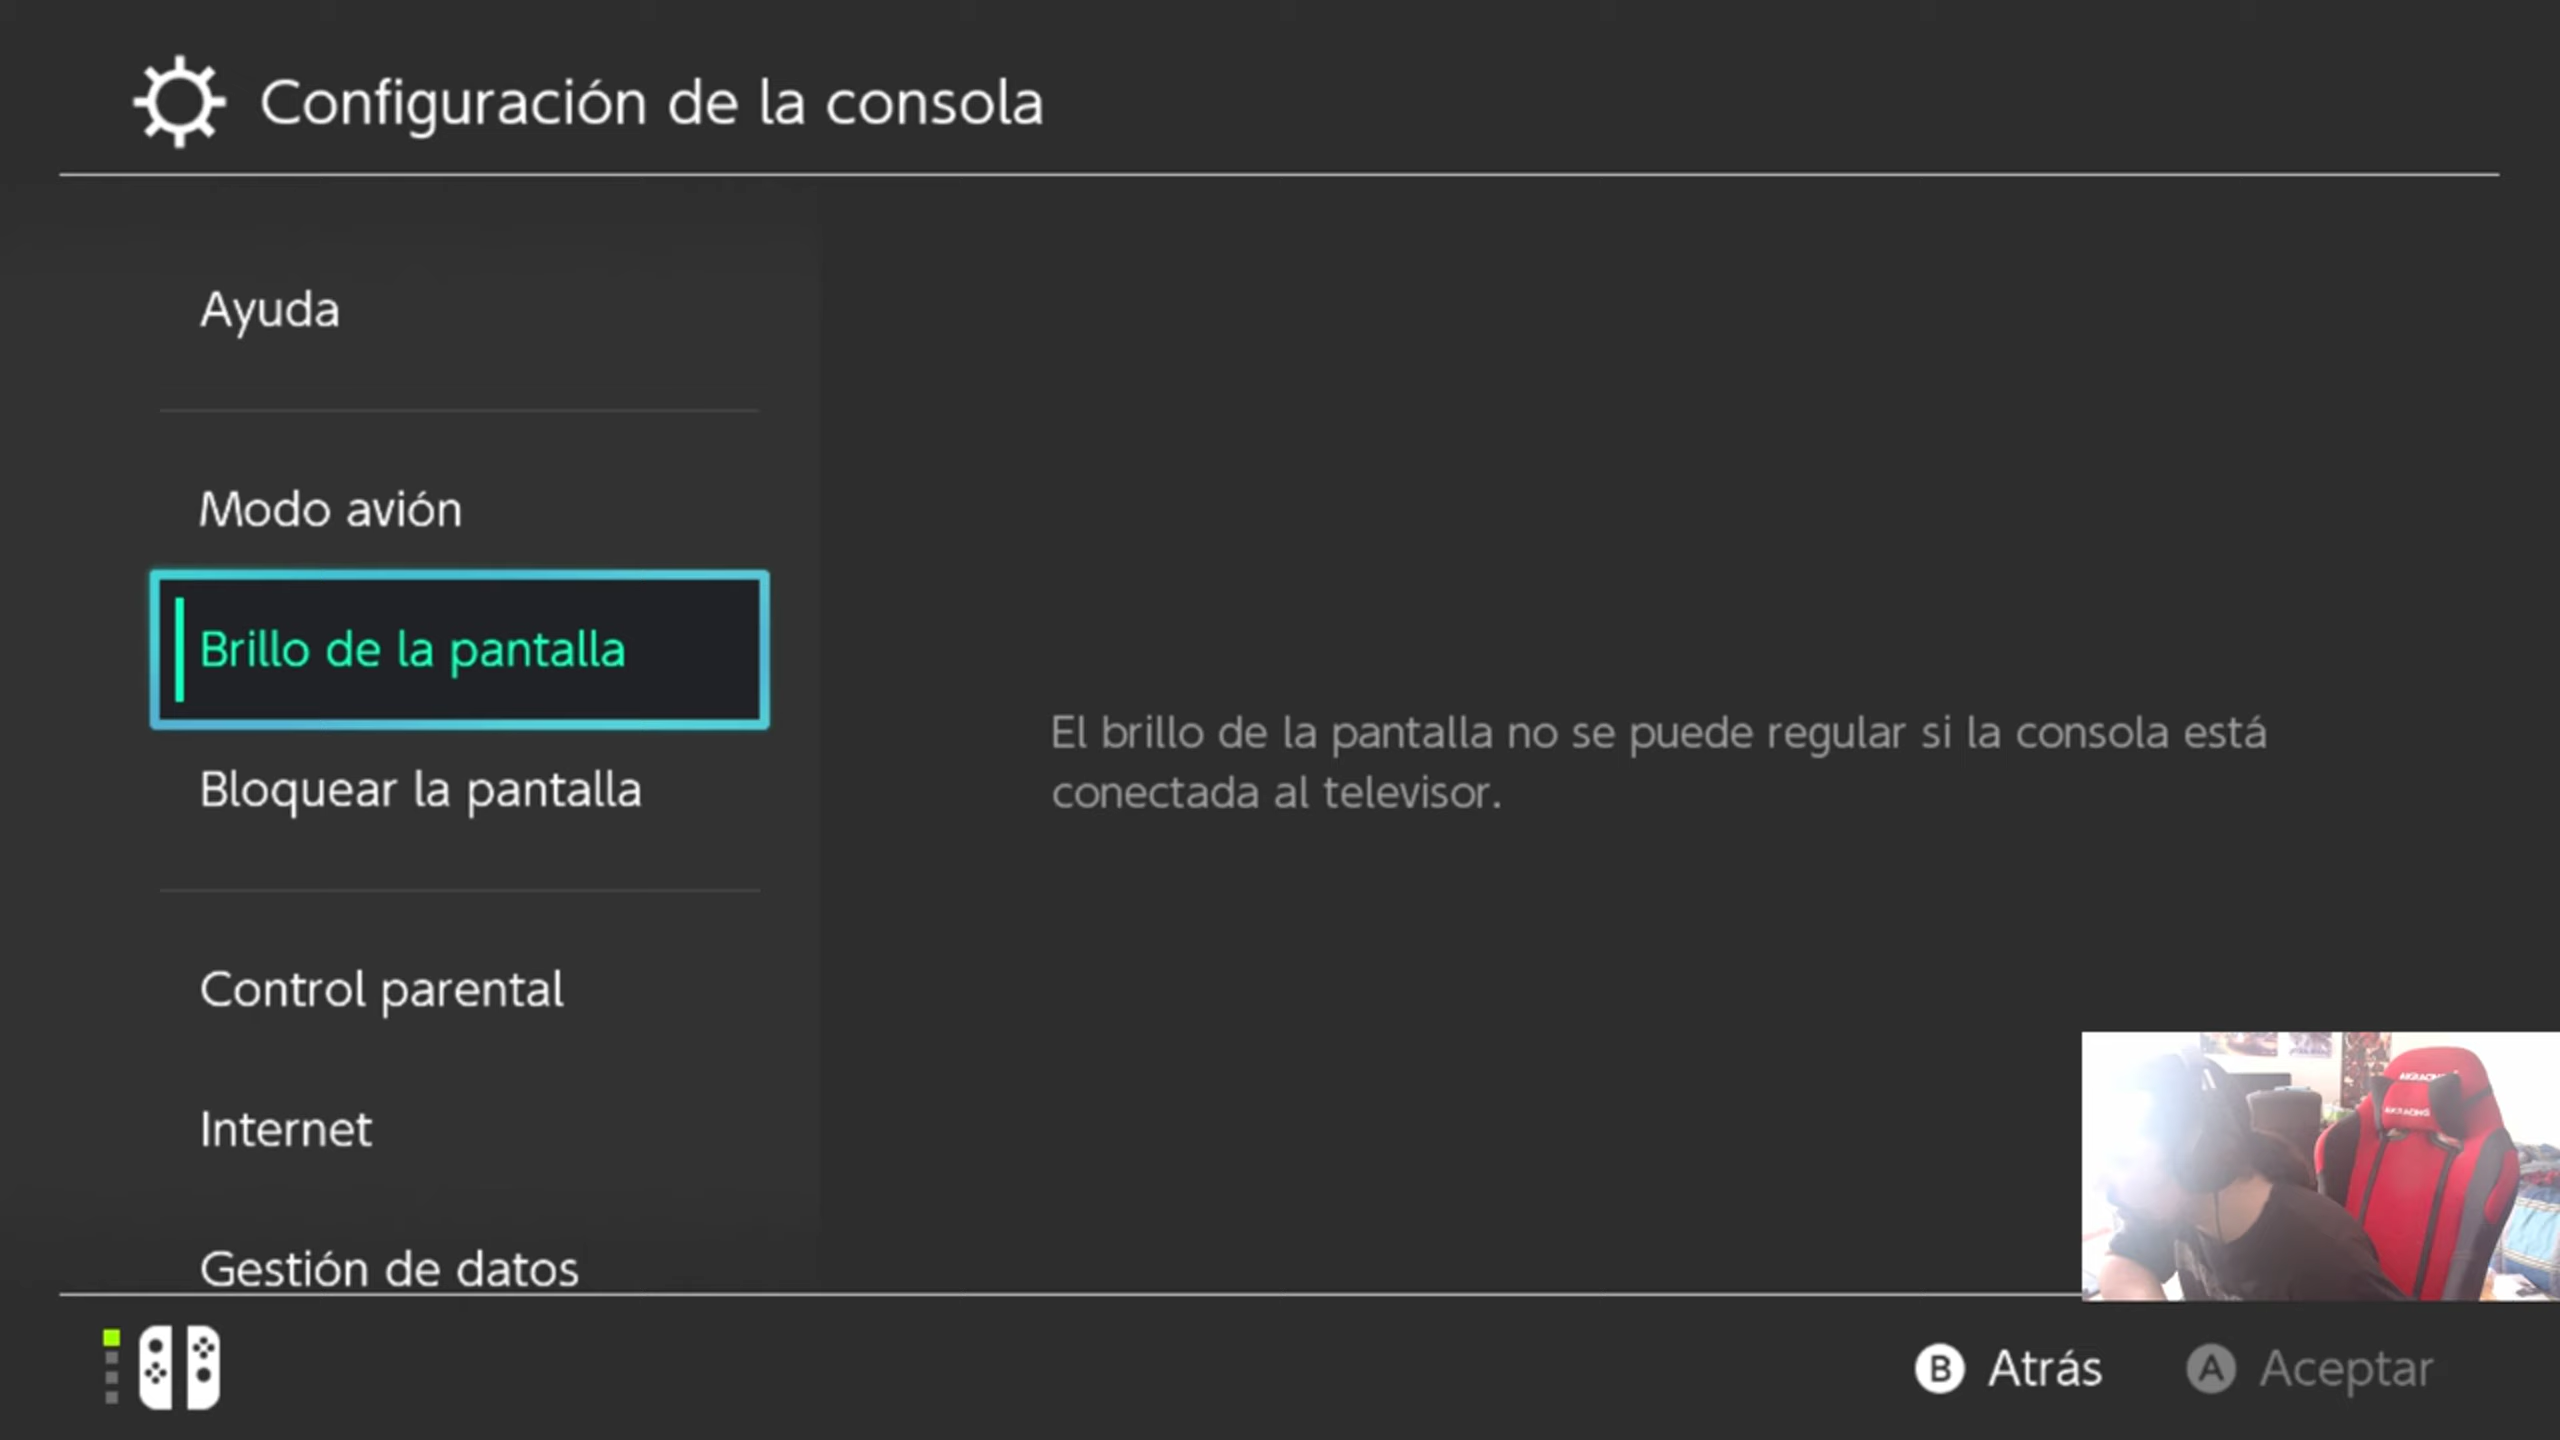 Configuración de la consola
Ayuda
Modo avión
Brillo de la pantalla
Bloquear la pantalla
Control parental
Internet
Gestión de datos
El brillo de la pantalla no se puede regular si la consola está
conectada al televisor.
B Atrás
A Aceptar